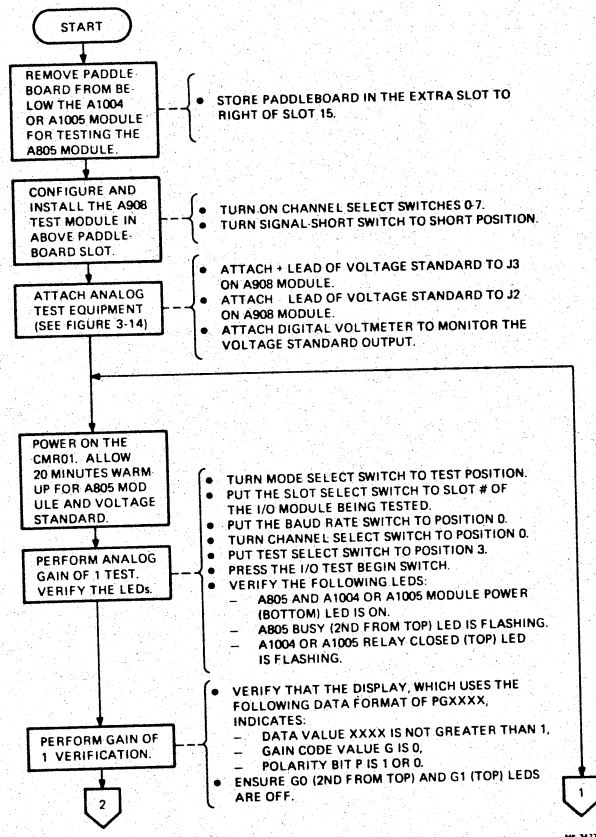 START
REMOVE PADDLE-
BOARD FROM BE-
LOW THE A1004
OR A1005 MODULE
FOR TESTING THE
A805 MODULE.
● STORE PADDLEBOARD IN THE EXTRA SLOT TO
RIGHT OF SLOT 15.
CONFIGURE AND
INSTALL THE A908
TEST MODULE IN
ABOVE PADDLE-
BOARD SLOT.
● TURN-ON CHANNEL SELECT SWITCHES 0-7.
● TURN SIGNAL-SHORT SWITCH TO SHORT POSITION.
ATTACH ANALOG
TEST EQUIPMENT
(SEE FIGURE 3-14)
● ATTACH + LEAD OF VOLTAGE STANDARD TO J3
ON A908 MODULE.
● ATTACH LEAD OF VOLTAGE STANDARD TO J2
ON A908 MODULE.
● ATTACH DIGITAL VOLTMETER TO MONITOR THE
VOLTAGE STANDARD OUTPUT.
POWER ON THE
CMR01. ALLOW
20 MINUTES WARM-
UP FOR A805 MOD
ULE AND VOLTAGE
STANDARD.
PERFORM ANALOG
GAIN OF 1 TEST.
VERIFY THE LEDs.
● TURN MODE SELECT SWITCH TO TEST POSITION.
● PUT THE SLOT SELECT SWITCH TO SLOT # OF
THE I/O MODULE BEING TESTED.
● PUT THE BAUD RATE SWITCH TO POSITION 0.
● TURN CHANNEL SELECT SWITCH TO POSITION 0.
● PUT TEST SELECT SWITCH TO POSITION 3.
● PRESS THE I/O TEST BEGIN SWITCH.
● VERIFY THE FOLLOWING LEDS:
– A805 AND A1004 OR A1005 MODULE POWER
(BOTTOM) LED IS ON.
– A805 BUSY (2ND FROM TOP) LED IS FLASHING.
– A1004 OR A1005 RELAY CLOSED (TOP) LED
IS FLASHING.
PERFORM GAIN OF
1 VERIFICATION.
● VERIFY THAT THE DISPLAY, WHICH USES THE
FOLLOWING DATA FORMAT OF PGXXXX,
INDICATES:
– DATA VALUE XXXX IS NOT GREATER THAN 1,
– GAIN CODE VALUE G IS 0,
– POLARITY BIT P IS 1 OR 0.
● ENSURE G0 (2ND FROM TOP) AND G1 (TOP) LEDS
ARE OFF.
2
1